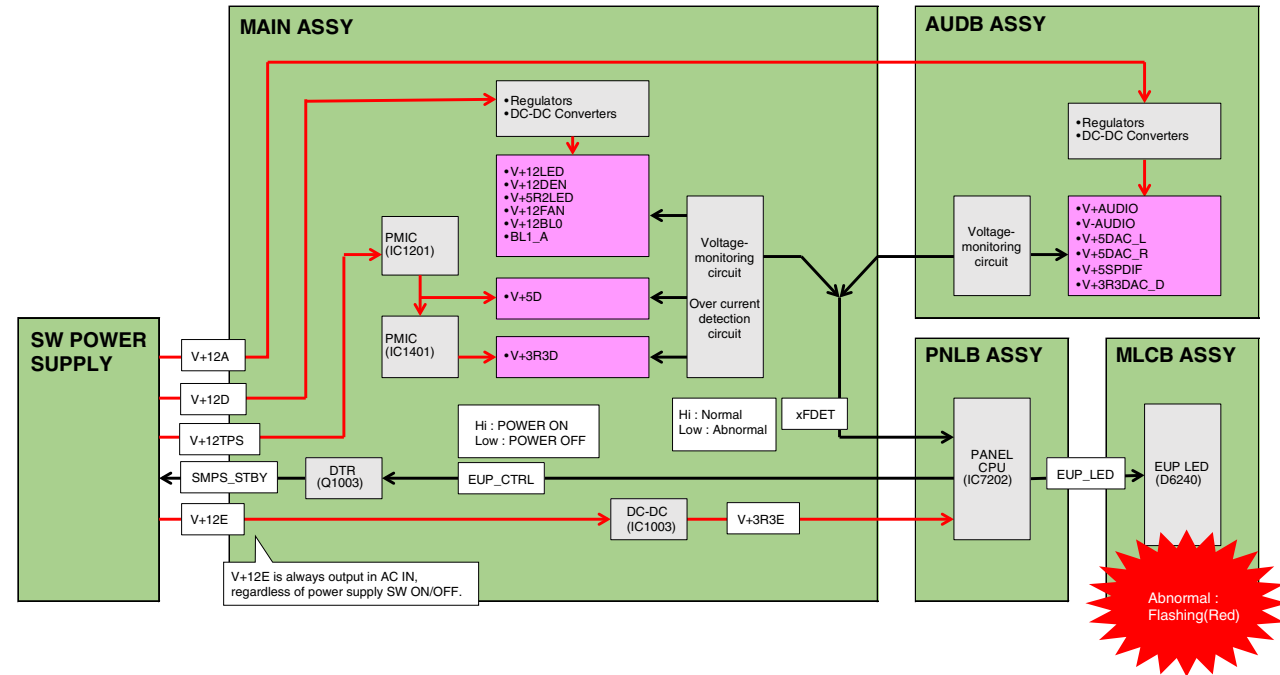 MAIN ASSY
AUDB ASSY
•Regulators
•DC-DC Converters
•Regulators
•DC-DC Converters
•V+12LED
•V+12DEN
•V+5R2LED
•V+12FAN
•V+12BL0
•BL1_A
PMIC
(IC1201)
Voltage-
monitoring
circuit
Over current
detection
circuit
Voltage-
monitoring
circuit
•V+AUDIO
•V-AUDIO
•V+5DAC_L
•V+5DAC_R
•V+5SPDIF
•V+3R3DAC_D
•V+5D
PMIC
(IC1401)
•V+3R3D
SW POWER
SUPPLY
PNLB ASSY
MLCB ASSY
V+12A
V+12D
V+12TPS
SMPS_STBY
V+12E
Hi : POWER ON
Low : POWER OFF
Hi : Normal
Low : Abnormal
xFDET
DTR
(Q1003)
EUP_CTRL
PANEL
CPU
(IC7202)
EUP_LED
EUP LED
(D6240)
DC-DC
(IC1003)
V+3R3E
V+12E is always output in AC IN,
regardless of power supply SW ON/OFF.
Abnormal :
Flashing(Red)